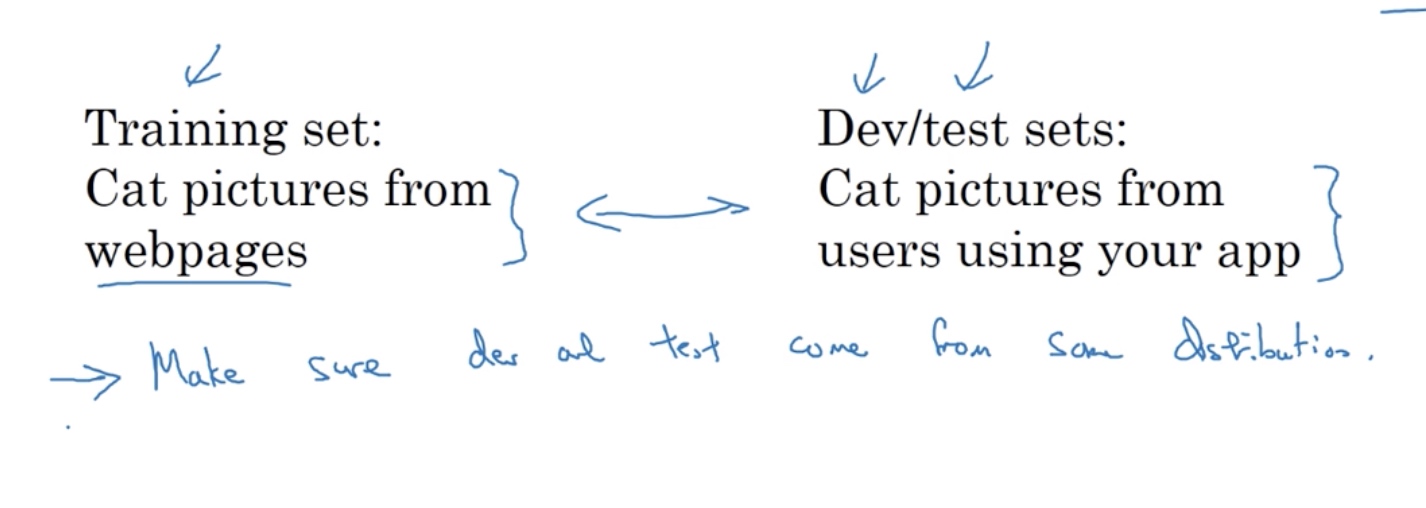 Training set:
Cat pictures from
webpages
Dev/test sets:
Cat pictures from
users using your app
Make sure dev and test come from same distribution.